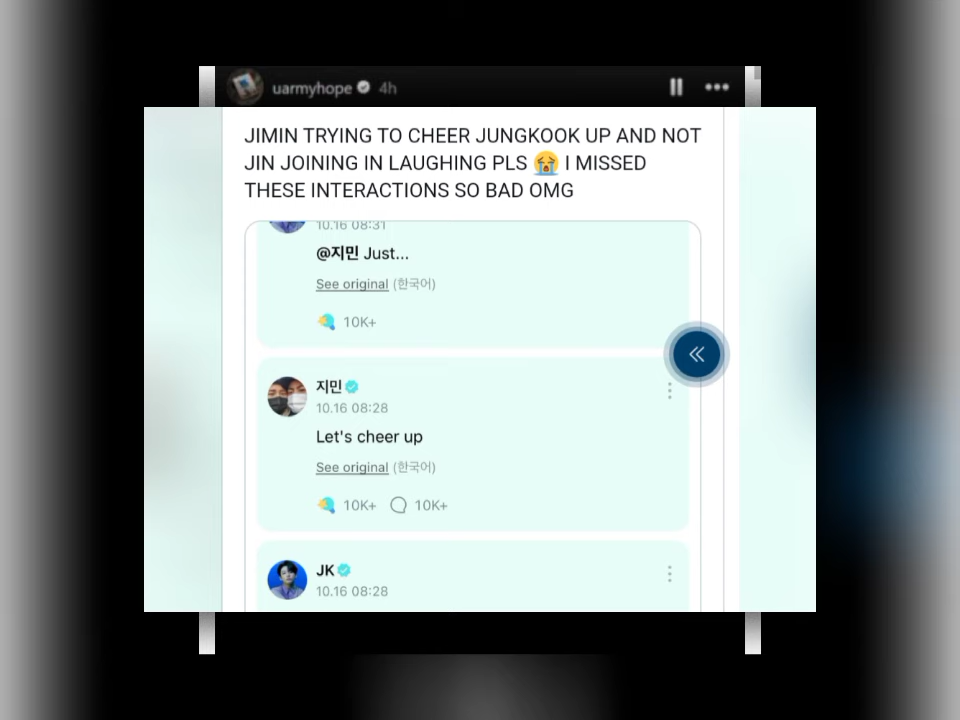 uarmyhope 4h
JIMIN TRYING TO CHEER JUNGKOOK UP AND NOT
JIN JOINING IN LAUGHING PLS 😭 I MISSED
THESE INTERACTIONS SO BAD OMG
10.16 08:31
@지민 Just...
See original (한국어)
10K+
지민
10.16 08:28
Let's cheer up
See original (한국어)
10K+ 10K+
JK
10.16 08:28